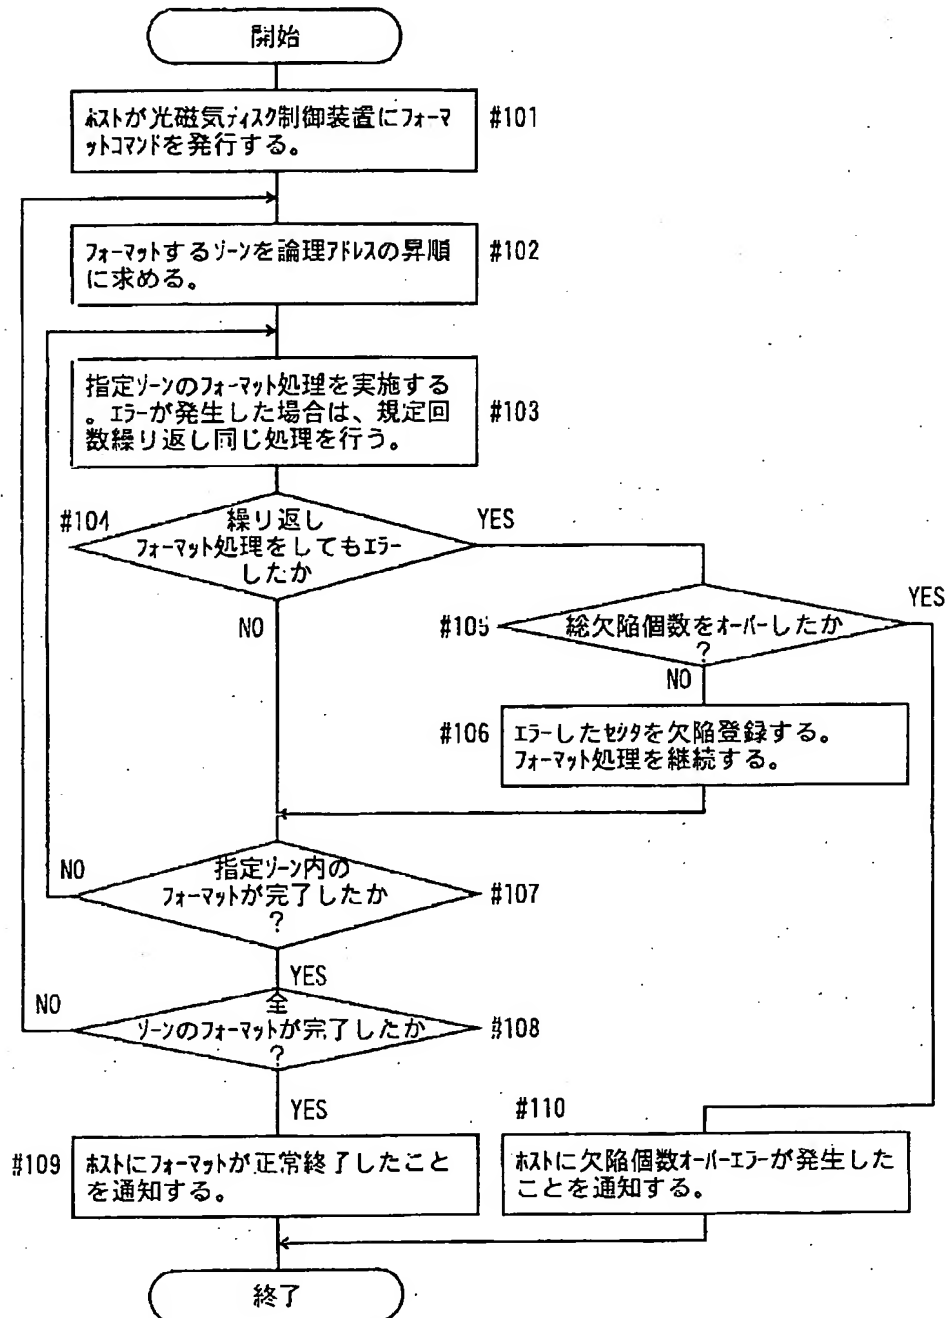 開始
ホストが光磁気ディスク制御装置にフォーマ
ットコマンドを発行する。
#101
フォーマットするゾーンを論理アドレスの昇順
に求める。
#102
指定ゾーンのフォーマット処理を実施する
。エラーが発生した場合は、規定回
数繰り返し同じ処理を行う。
#103
#104
繰り返し
フォーマット処理をしてもエラー
したか
YES
NO
#105
総欠陥個数をオーバーしたか
?
YES
NO
#106
エラーしたセクタを欠陥登録する。
フォーマット処理を継続する。
NO
指定ゾーン内の
フォーマットが完了したか
?
#107
YES
NO
全
ゾーンのフォーマットが完了したか
?
#108
YES
#109
ホストにフォーマットが正常終了したこと
を通知する。
#110
ホストに欠陥個数オーバーエラーが発生した
ことを通知する。
終了